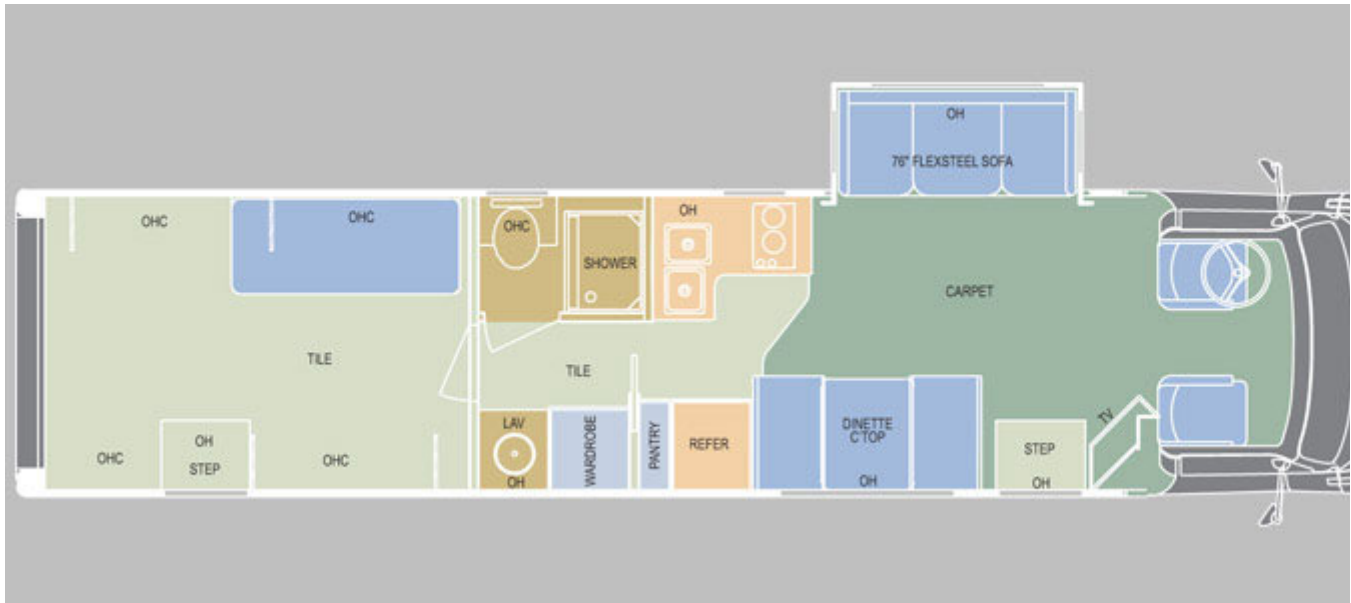 OH
76" FLEXSTEEL SOFA
OHC
OHC
OHC
SHOWER
OH
CARPET
TILE
TILE
OHC
OH
STEP
OHC
LAV
OH
WARDROBE
PANTRY
REFER
DINETTE
C'TOP
OH
STEP
OH
TV